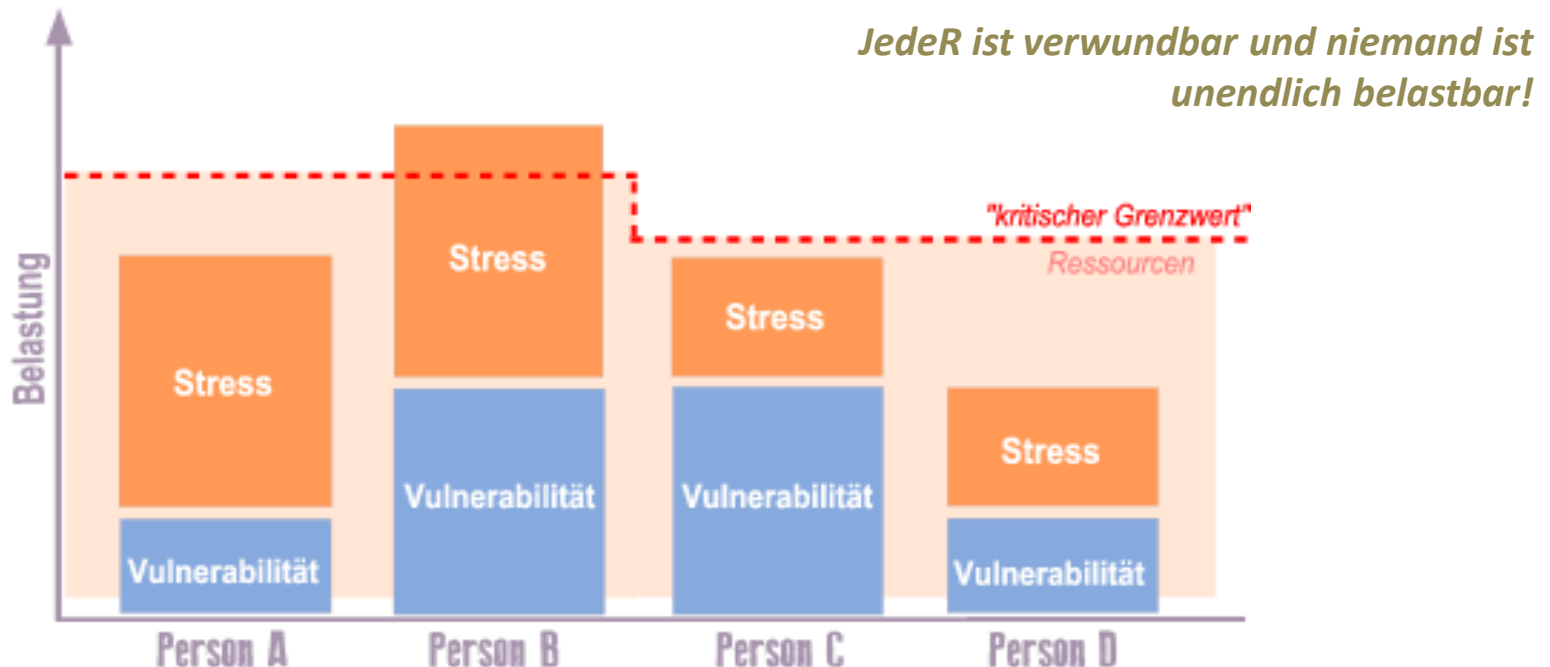 JedeR ist verwundbar und niemand ist
unendlich belastbar!
"kritischer Grenzwert"
Ressourcen
Belastung
Stress
Vulnerabilität
Stress
Vulnerabilität
Stress
Vulnerabilität
Stress
Vulnerabilität
Person A
Person B
Person C
Person D